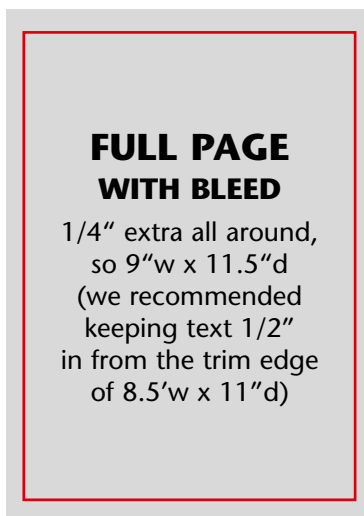 FULL PAGE
WITH BLEED
1/4“ extra all around,
so 9“w x 11.5“d
(we recommended
keeping text 1/2”
in from the trim edge
of 8.5’w x 11”d)